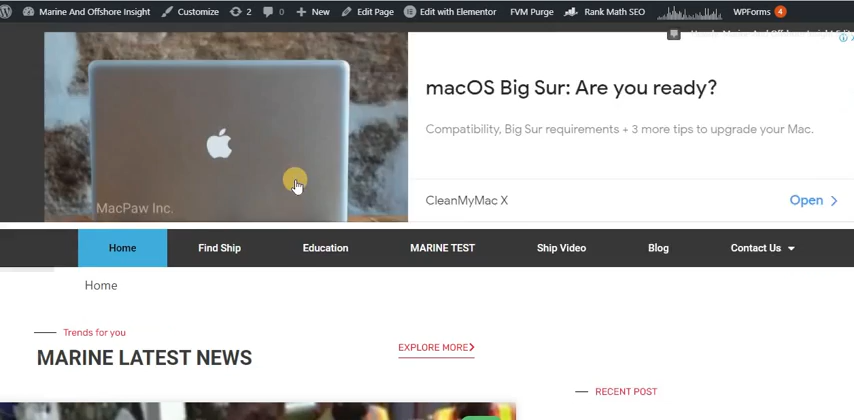 Marine And Offshore Insight Customize 2 0 New Edit Page Edit with Elementor FVM Purge Rank Math SEO WPForms 4
macOS Big Sur: Are you ready?
Compatibility, Big Sur requirements + 3 more tips to upgrade your Mac.
MacPaw Inc.
CleanMyMac X Open
Home Find Ship Education MARINE TEST Ship Video Blog Contact Us
Home
Trends for you
MARINE LATEST NEWS
EXPLORE MORE
RECENT POST